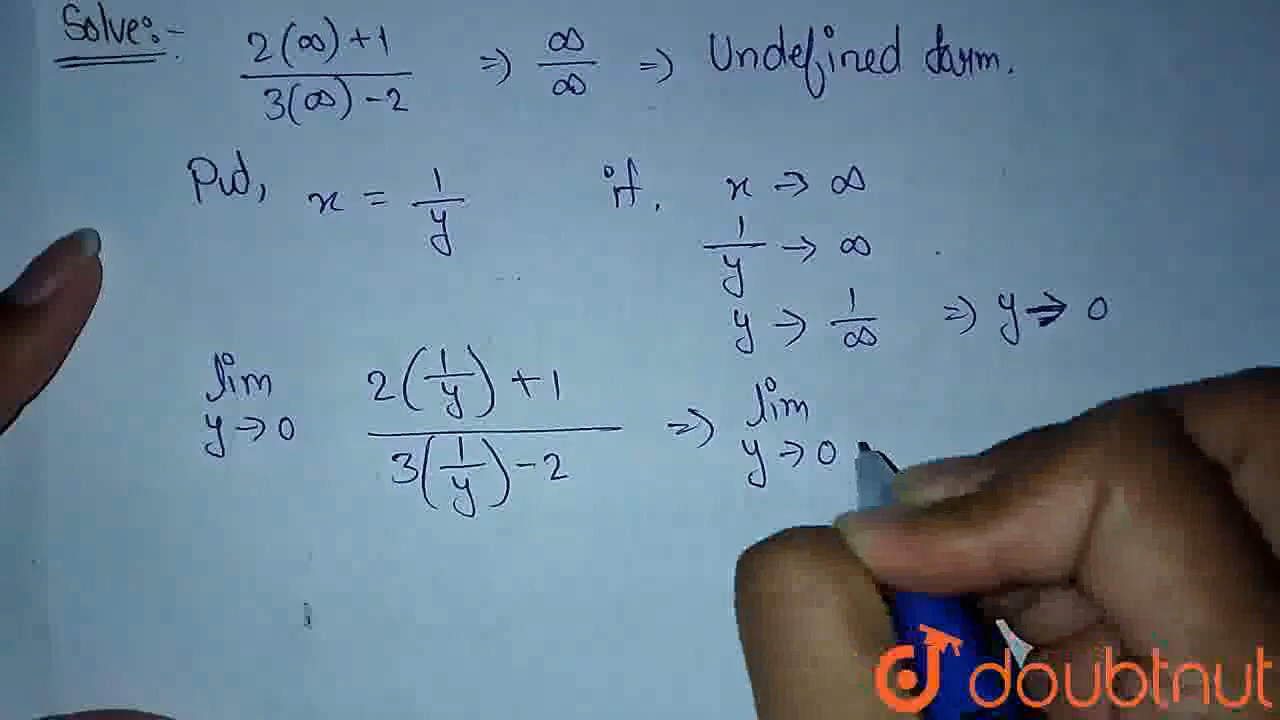 Solve:- 2(∞)+1 / 3(∞)-2 ⇒ ∞/∞ ⇒ Undefined form.
Put, x = 1/y if, x → ∞
1/y → ∞
y → 1/∞ ⇒ y → 0
lim y→0 2(1/y)+1 / 3(1/y)-2 ⇒ lim y→0
doubtnut